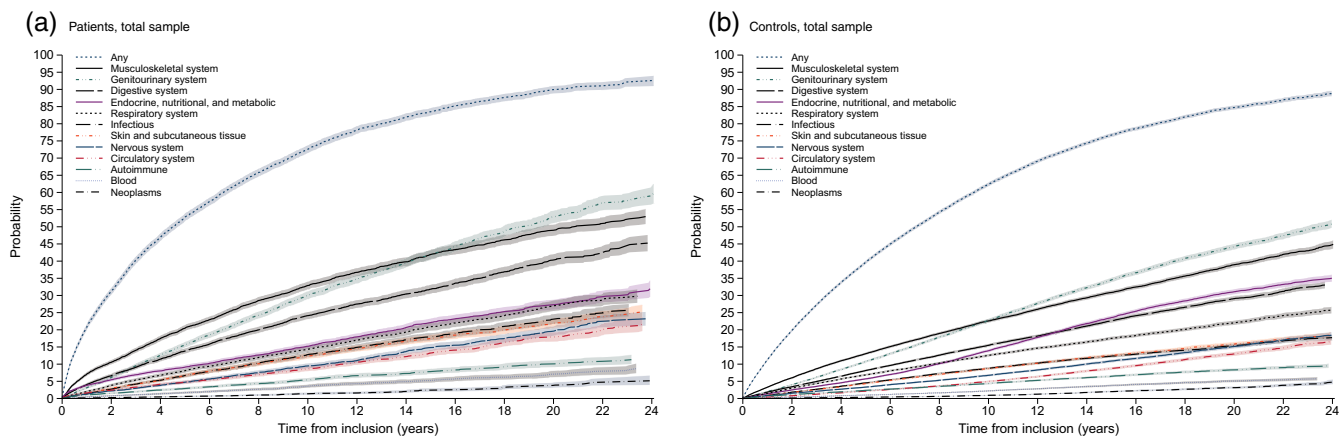 (a) Patients, total sample
100
95
90
85
80
75
70
65
60
55
50
45
40
35
30
25
20
15
10
5
0
Probability
Any
Musculoskeletal system
Genitourinary system
Digestive system
Endocrine, nutritional, and metabolic
Respiratory system
Infectious
Skin and subcutaneous tissue
Nervous system
Circulatory system
Autoimmune
Blood
Neoplasms
0 2 4 6 8 10 12 14 16 18 20 22 24
Time from inclusion (years)
(b) Controls, total sample
100
95
90
85
80
75
70
65
60
55
50
45
40
35
30
25
20
15
10
5
0
Probability
Any
Musculoskeletal system
Genitourinary system
Digestive system
Endocrine, nutritional, and metabolic
Respiratory system
Infectious
Skin and subcutaneous tissue
Nervous system
Circulatory system
Autoimmune
Blood
Neoplasms
0 2 4 6 8 10 12 14 16 18 20 22 24
Time from inclusion (years)